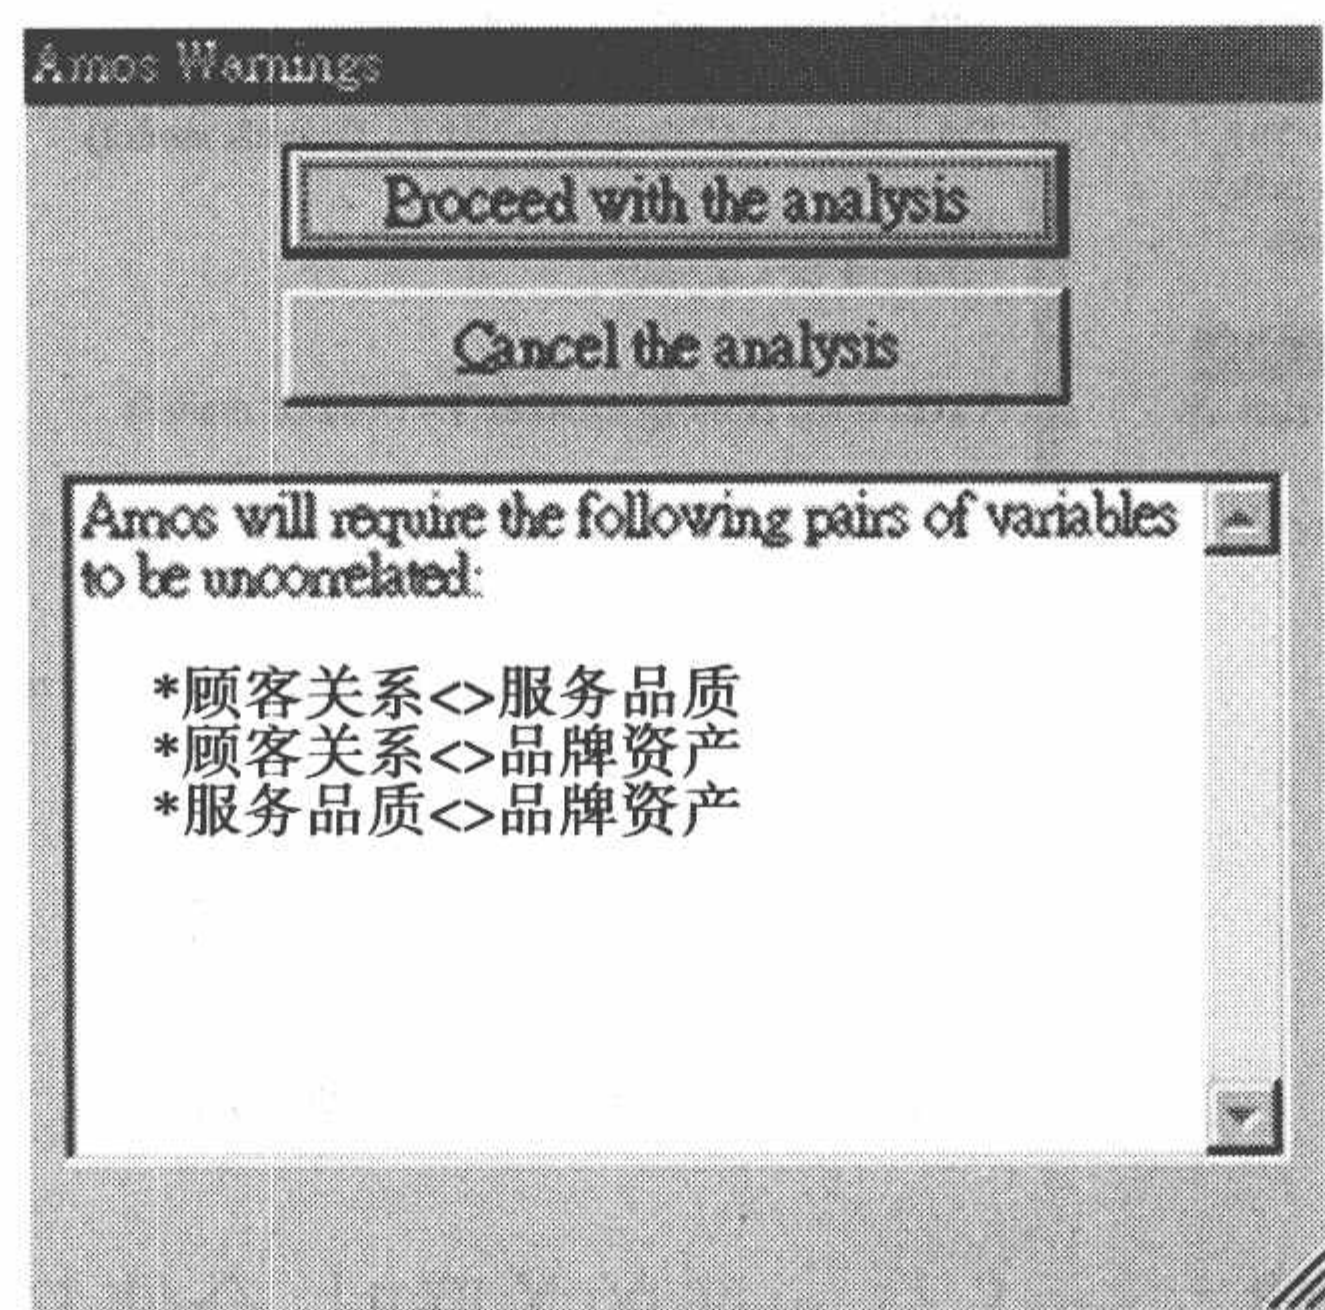 Amos Warnings
Proceed with the analysis
Cancel the analysis
Amos will require the following pairs of variables
to be uncorrelated:
*顾客关系<>服务品质
*顾客关系<>品牌资产
*服务品质<>品牌资产